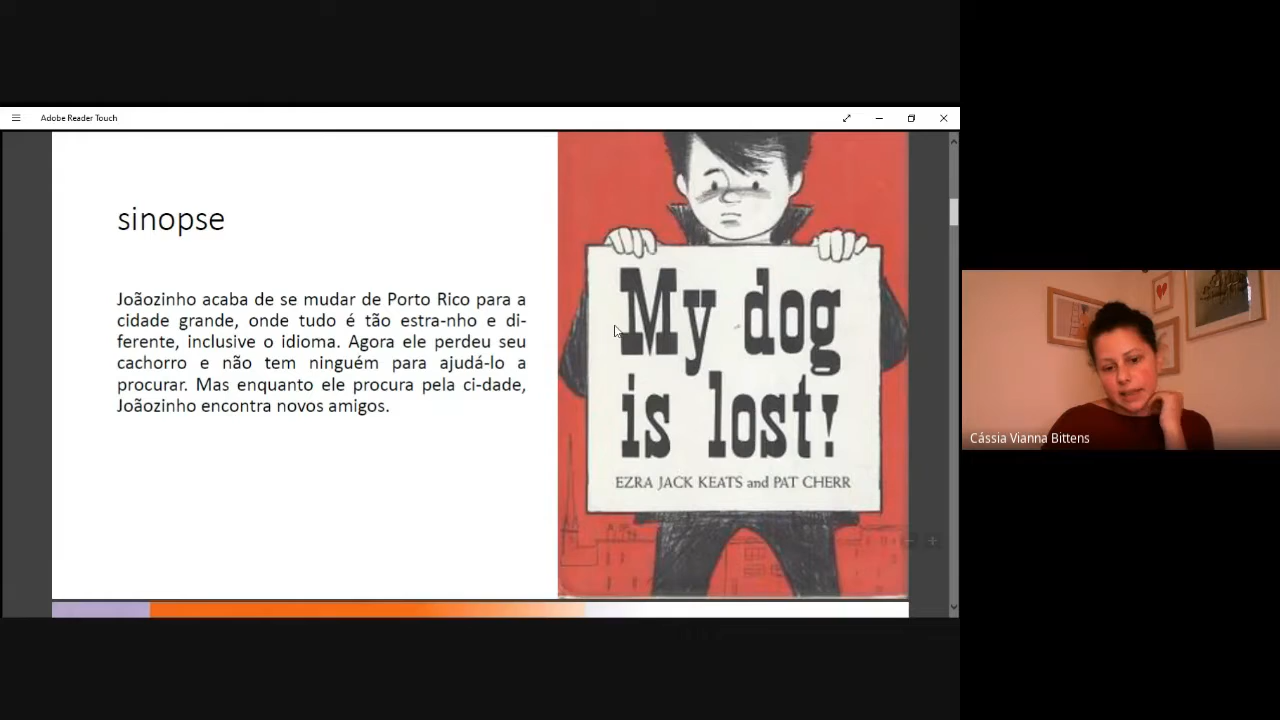 Adobe Reader Touch
sinopse
Joãozinho acaba de se mudar de Porto Rico para a
cidade grande, onde tudo é tão estra-nho e di-
ferente, inclusive o idioma. Agora ele perdeu seu
cachorro e não tem ninguém para ajudá-lo a
procurar. Mas enquanto ele procura pela ci-dade,
Joãozinho encontra novos amigos.
My dog
is lost!
EZRA JACK KEATS and PAT CHERR
Cássia Vianna Bittens